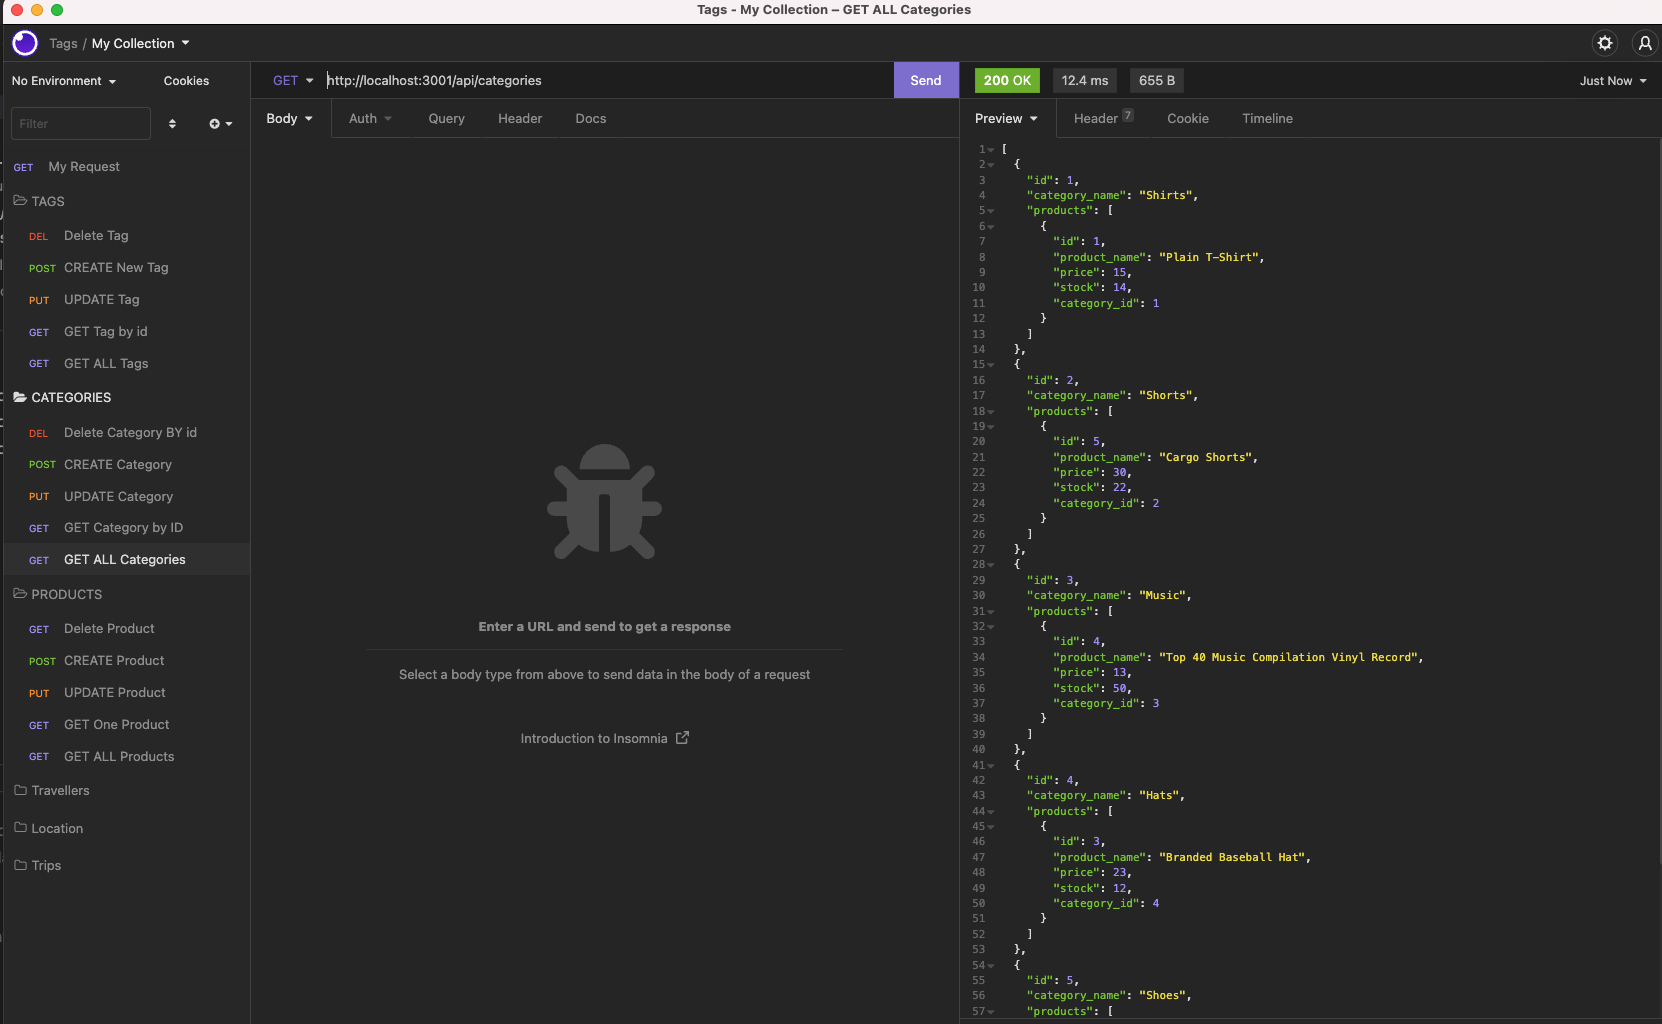 Tags - My Collection – GET ALL Categories
Tags / My Collection
No Environment
Cookies
Filter
GET My Request
TAGS
DEL Delete Tag
POST CREATE New Tag
PUT UPDATE Tag
GET GET Tag by id
GET GET ALL Tags
CATEGORIES
DEL Delete Category BY id
POST CREATE Category
PUT UPDATE Category
GET GET Category by ID
GET GET ALL Categories
PRODUCTS
GET Delete Product
POST CREATE Product
PUT UPDATE Product
GET GET One Product
GET GET ALL Products
Travellers
Location
Trips
GET http://localhost:3001/api/categories Send
Body Auth Query Header Docs
Enter a URL and send to get a response
Select a body type from above to send data in the body of a request
Introduction to Insomnia
200 OK 12.4 ms 655 B Just Now
Preview Header 7 Cookie Timeline
1 [
2 {
3 "id": 1,
4 "category_name": "Shirts",
5 "products": [
6 {
7 "id": 1,
8 "product_name": "Plain T-Shirt",
9 "price": 15,
10 "stock": 14,
11 "category_id": 1
12 }
13 ]
14 },
15 {
16 "id": 2,
17 "category_name": "Shorts",
18 "products": [
19 {
20 "id": 5,
21 "product_name": "Cargo Shorts",
22 "price": 30,
23 "stock": 22,
24 "category_id": 2
25 }
26 ]
27 },
28 {
29 "id": 3,
30 "category_name": "Music",
31 "products": [
32 {
33 "id": 4,
34 "product_name": "Top 40 Music Compilation Vinyl Record",
35 "price": 13,
36 "stock": 50,
37 "category_id": 3
38 }
39 ]
40 },
41 {
42 "id": 4,
43 "category_name": "Hats",
44 "products": [
45 {
46 "id": 3,
47 "product_name": "Branded Baseball Hat",
48 "price": 23,
49 "stock": 12,
50 "category_id": 4
51 }
52 ]
53 },
54 {
55 "id": 5,
56 "category_name": "Shoes",
57 "products": [